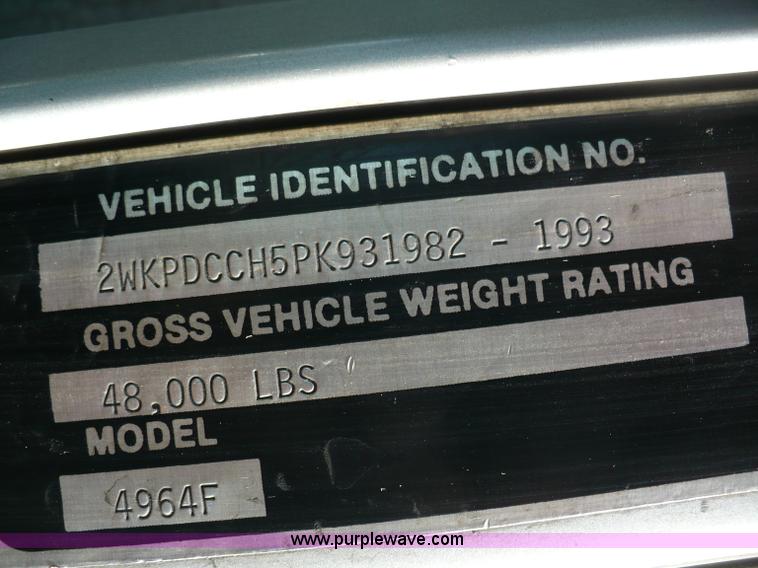 VEHICLE IDENTIFICATION NO.
2WKPDCCH5PK931982 - 1993
GROSS VEHICLE WEIGHT RATING
48,000 LBS
MODEL
4964F
www.purplewave.com